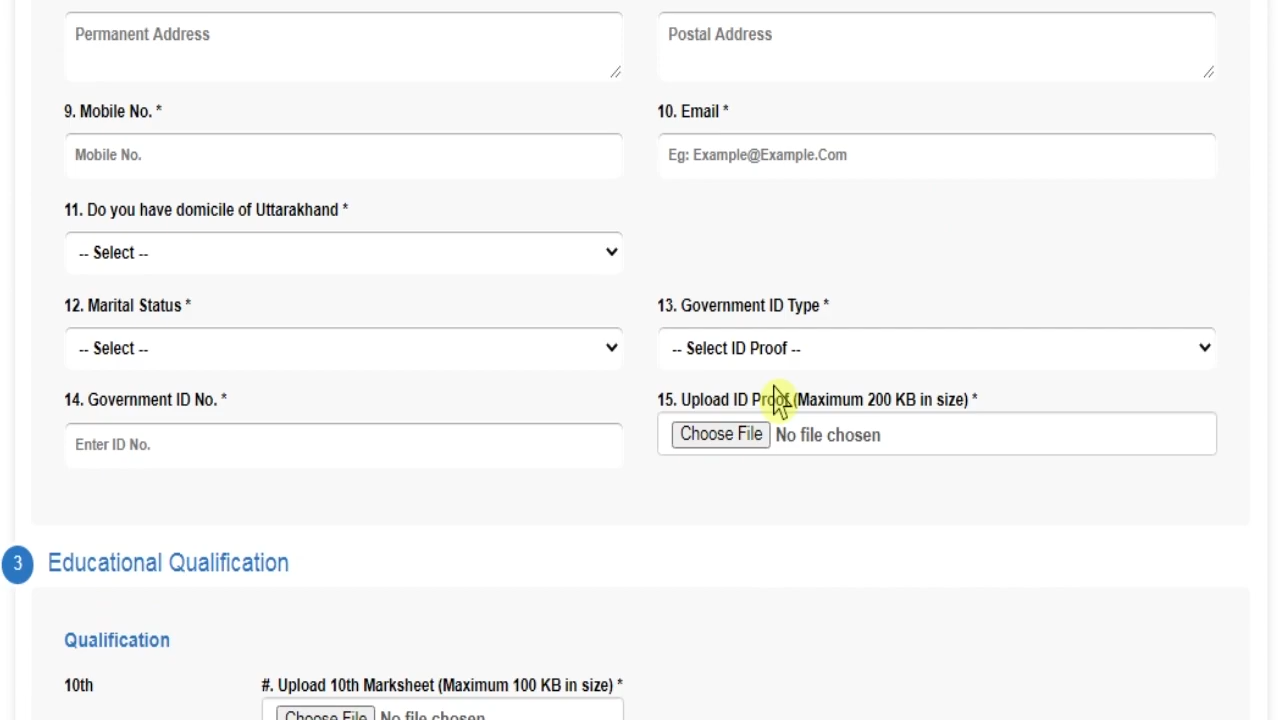 Permanent Address
Postal Address
9. Mobile No. *
10. Email *
Mobile No.
Eg: Example@Example.Com
11. Do you have domicile of Uttarakhand *
-- Select --
12. Marital Status *
13. Government ID Type *
-- Select --
-- Select ID Proof --
14. Government ID No. *
15. Upload ID Proof (Maximum 200 KB in size) *
Enter ID No.
Choose File No file chosen
3 Educational Qualification
Qualification
10th
#. Upload 10th Marksheet (Maximum 100 KB in size) *
Choose File No file chosen